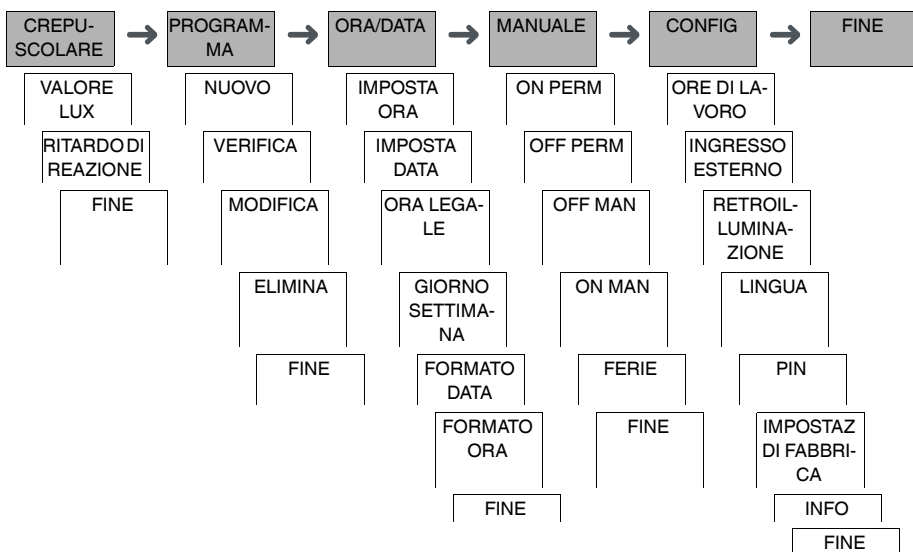 CREPU-
SCOLARE
PROGRAM-
MA
ORA/DATA
MANUALE
CONFIG
FINE
VALORE
LUX
RITARDO DI
REAZIONE
FINE
NUOVO
VERIFICA
MODIFICA
ELIMINA
FINE
IMPOSTA
ORA
IMPOSTA
DATA
ORA LEGA-
LE
GIORNO
SETTIMA-
NA
FORMATO
DATA
FORMATO
ORA
FINE
ON PERM
OFF PERM
OFF MAN
ON MAN
FERIE
FINE
ORE DI LA-
VORO
INGRESSO
ESTERNO
RETROIL-
LUMINA-
ZIONE
LINGUA
PIN
IMPOSTAZ
DI FABBRI-
CA
INFO
FINE